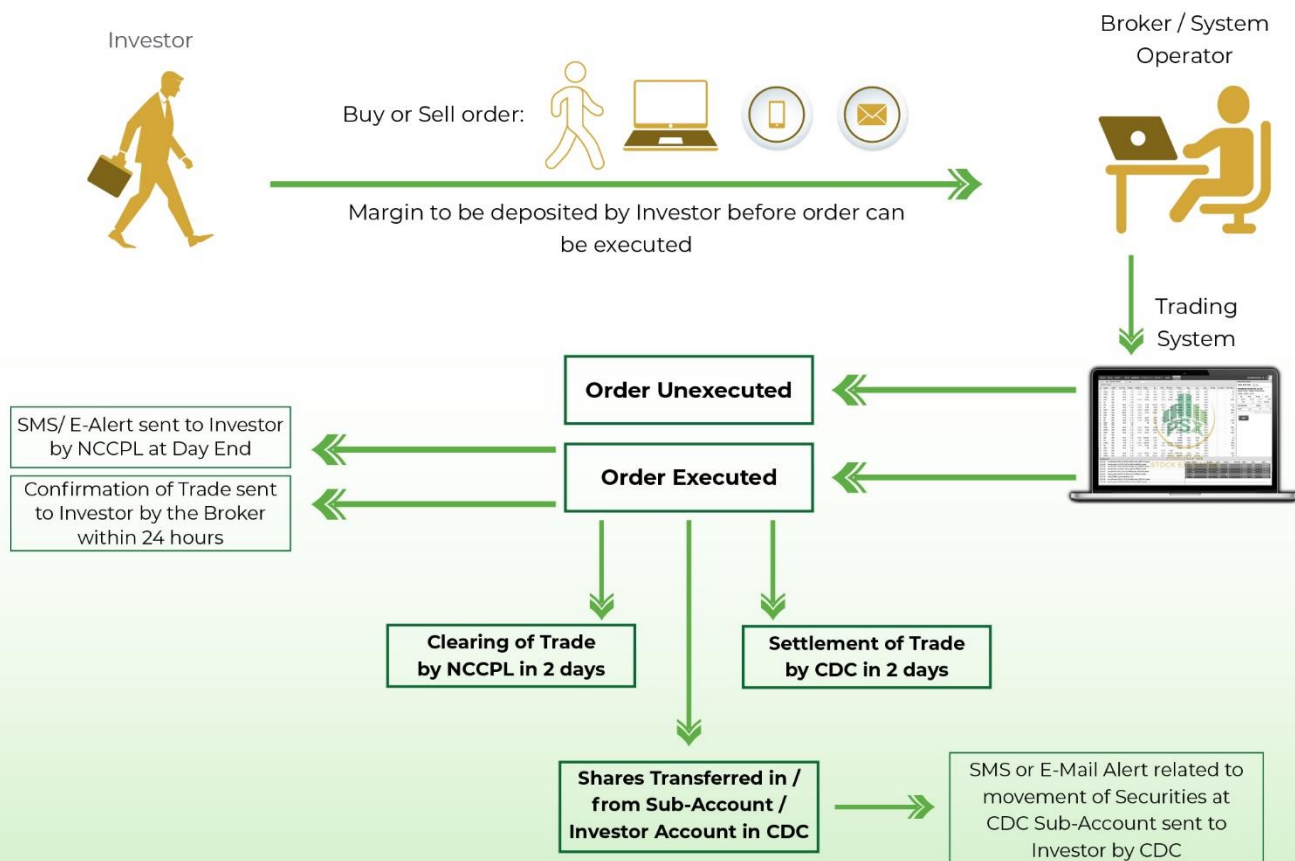 Investor
Broker / System
Operator
Buy or Sell order:
Margin to be deposited by Investor before order can
be executed
Trading
System
Order Unexecuted
PSX
STOCK EX
SMS/ E-Alert sent to Investor
by NCCPL at Day End
Order Executed
Confirmation of Trade sent
to Investor by the Broker
within 24 hours
Clearing of Trade
by NCCPL in 2 days
Settlement of Trade
by CDC in 2 days
Shares Transferred in /
from Sub-Account /
Investor Account in CDC
SMS or E-Mail Alert related to
movement of Securities at
CDC Sub-Account sent to
Investor by CDC